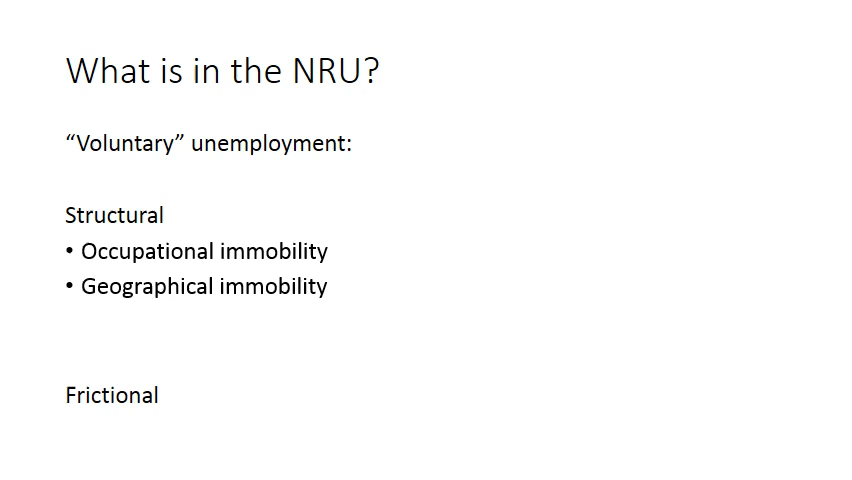 What is in the NRU?
“Voluntary” unemployment:
Structural
• Occupational immobility
• Geographical immobility
Frictional